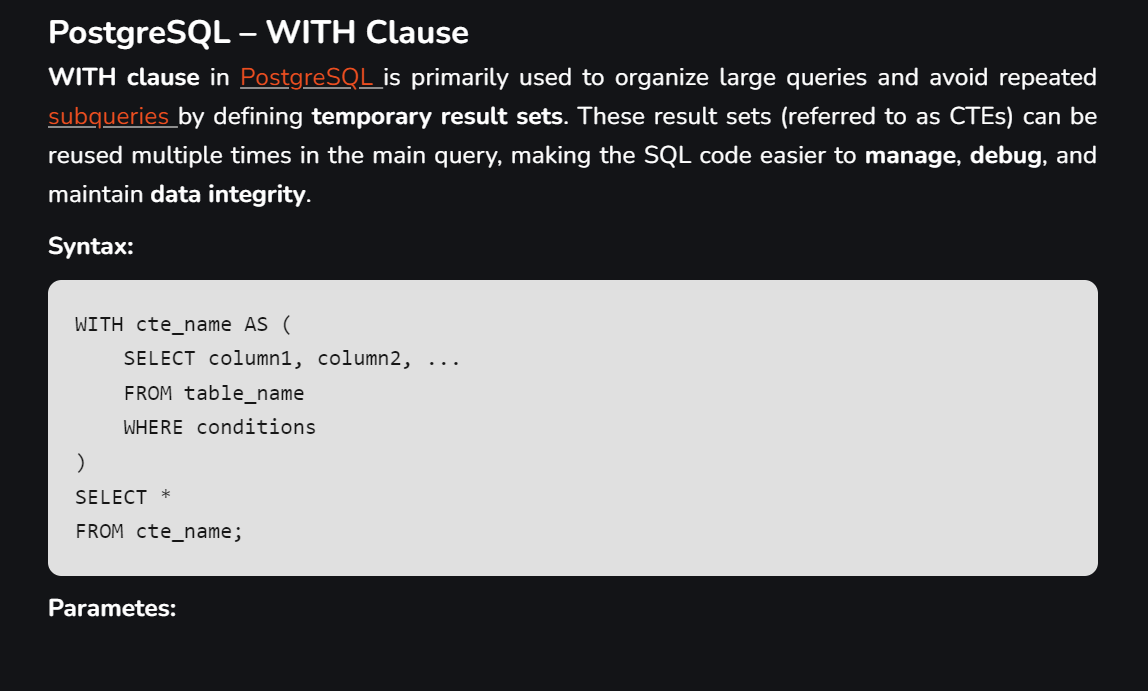 PostgreSQL – WITH Clause
WITH clause in PostgreSQL is primarily used to organize large queries and avoid repeated
subqueries by defining temporary result sets. These result sets (referred to as CTEs) can be
reused multiple times in the main query, making the SQL code easier to manage, debug, and
maintain data integrity.
Syntax:
WITH cte_name AS (
    SELECT column1, column2, ...
    FROM table_name
    WHERE conditions
)
SELECT *
FROM cte_name;
Parametes: